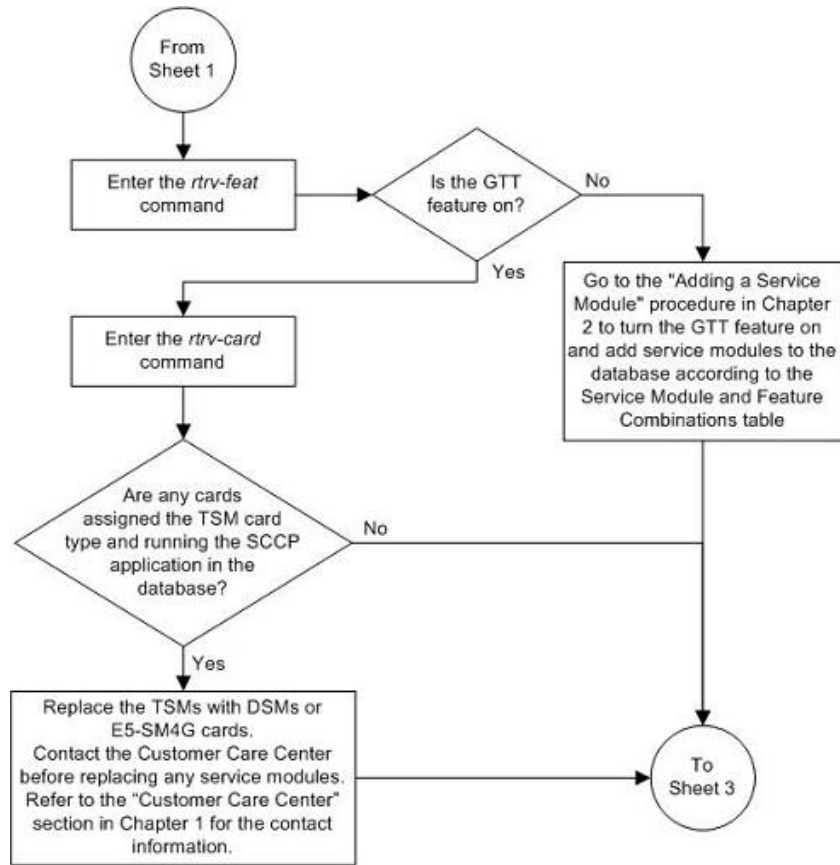 From
Sheet 1
Enter the rtrv-feat
command
Is the GTT
feature on?
No
Yes
Go to the "Adding a Service
Module" procedure in Chapter
2 to turn the GTT feature on
and add service modules to the
database according to the
Service Module and Feature
Combinations table
Enter the rtrv-card
command
Are any cards
assigned the TSM card
type and running the SCCP
application in the
database?
No
Yes
Replace the TSMs with DSMs or
E5-SM4G cards.
Contact the Customer Care Center
before replacing any service modules.
Refer to the "Customer Care Center"
section in Chapter 1 for the contact
information.
To
Sheet 3